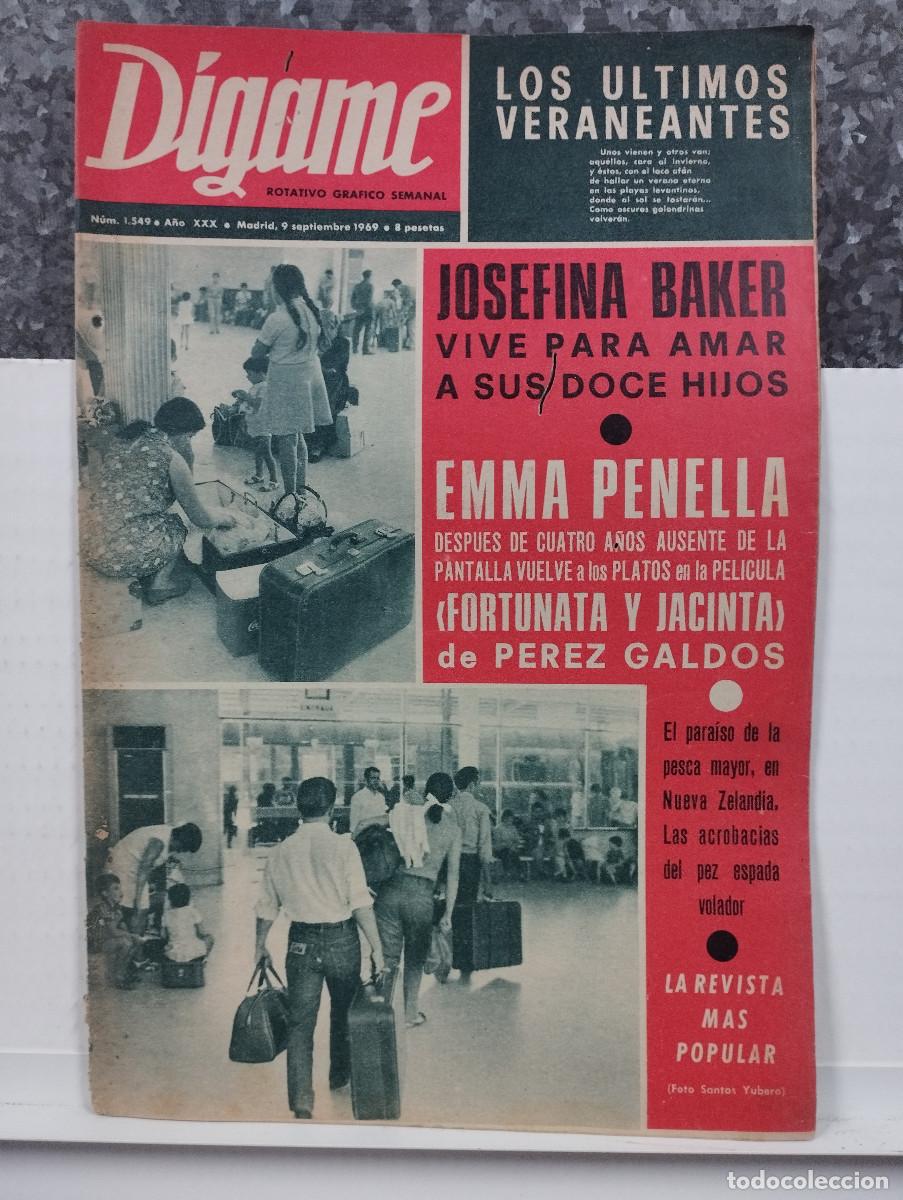 Dígame
ROTATIVO GRAFICO SEMANAL
Núm. 1.549 • Año XXX • Madrid, 9 septiembre 1969 • 8 pesetas
LOS ULTIMOS
VERANEANTES
Unos vienen y otros van;
aquéllos, cara al invierno,
y éstos, con el loco afán
de hallar un verano eterno
en las playas levantinas,
donde al sol se tostarán...
Como oscuras golondrinas
volverán.
JOSEFINA BAKER
VIVE PARA AMAR
A SUS DOCE HIJOS
EMMA PENELLA
DESPUES DE CUATRO AÑOS AUSENTE DE LA
PANTALLA VUELVE a los PLATOS en la PELICULA
‹FORTUNATA Y JACINTA›
de PEREZ GALDOS
El paraíso de la
pesca mayor, en
Nueva Zelandia.
Las acrobacias
del pez espada
volador
LA REVISTA
MAS
POPULAR
(Foto Santos Yubero)
todocoleccion